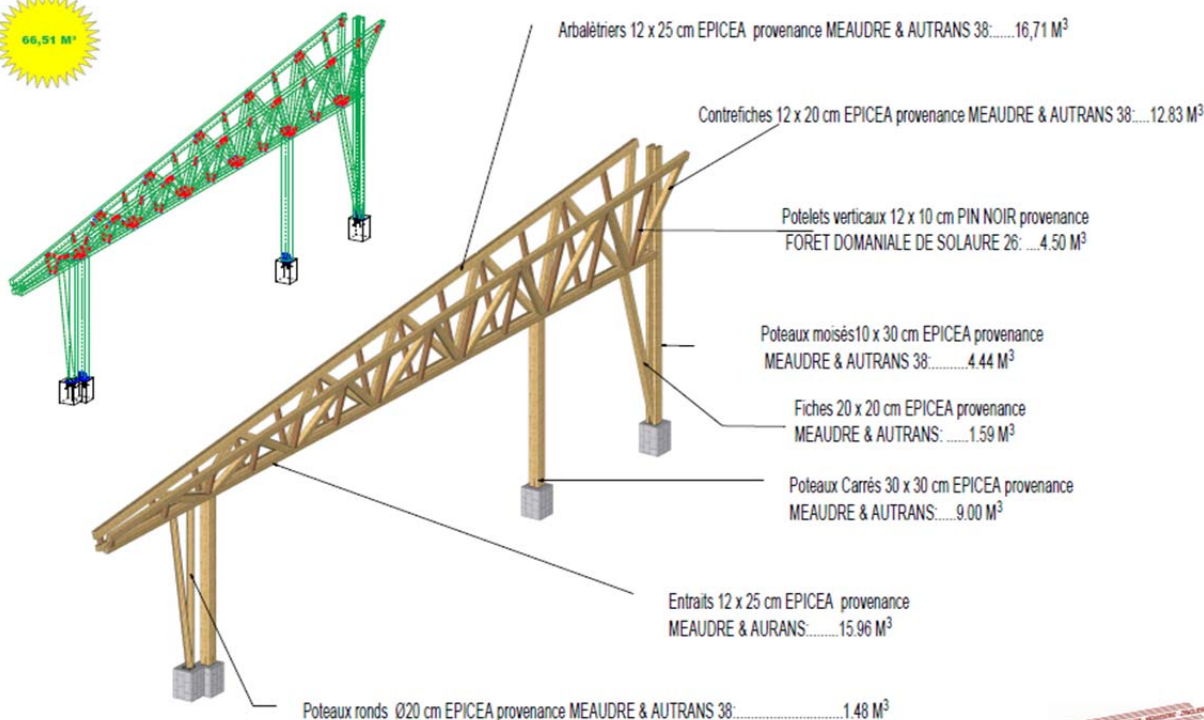 66,51 M³
Arbalètriers 12 x 25 cm EPICEA provenance MEAUDRE & AUTRANS 38:......16,71 M³
Contrefiches 12 x 20 cm EPICEA provenance MEAUDRE & AUTRANS 38:....12.83 M³
Potelets verticaux 12 x 10 cm PIN NOIR provenance
FORET DOMANIALE DE SOLAURE 26: ....4.50 M³
Poteaux moisés10 x 30 cm EPICEA provenance
MEAUDRE & AUTRANS 38:..........4.44 M³
Fiches 20 x 20 cm EPICEA provenance
MEAUDRE & AUTRANS: ......1.59 M³
Poteaux Carrés 30 x 30 cm EPICEA provenance
MEAUDRE & AUTRANS:.....9.00 M³
Entraits 12 x 25 cm EPICEA provenance
MEAUDRE & AURANS:........15.96 M³
Poteaux ronds Ø20 cm EPICEA provenance MEAUDRE & AUTRANS 38:...........................1.48 M³